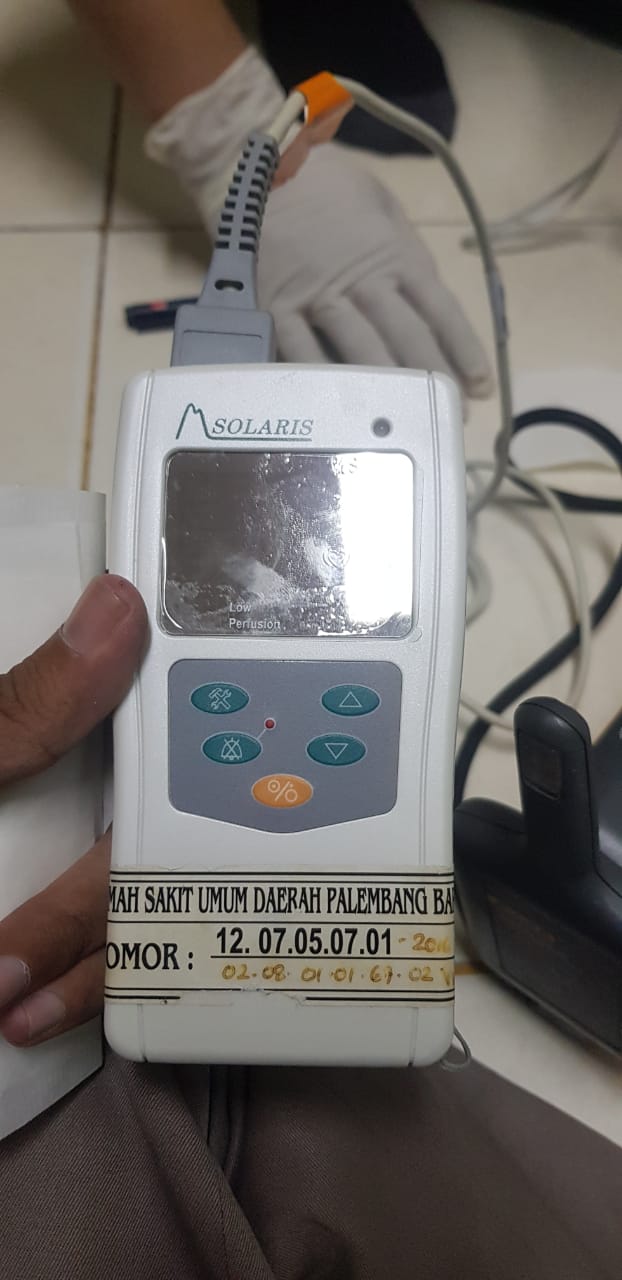 SOLARIS
Low
Perfusion
MAH SAKIT UMUM DAERAH PALEMBANG BA
OMOR : 12. 07.05.07.01 -
02.08.01.01.67.02